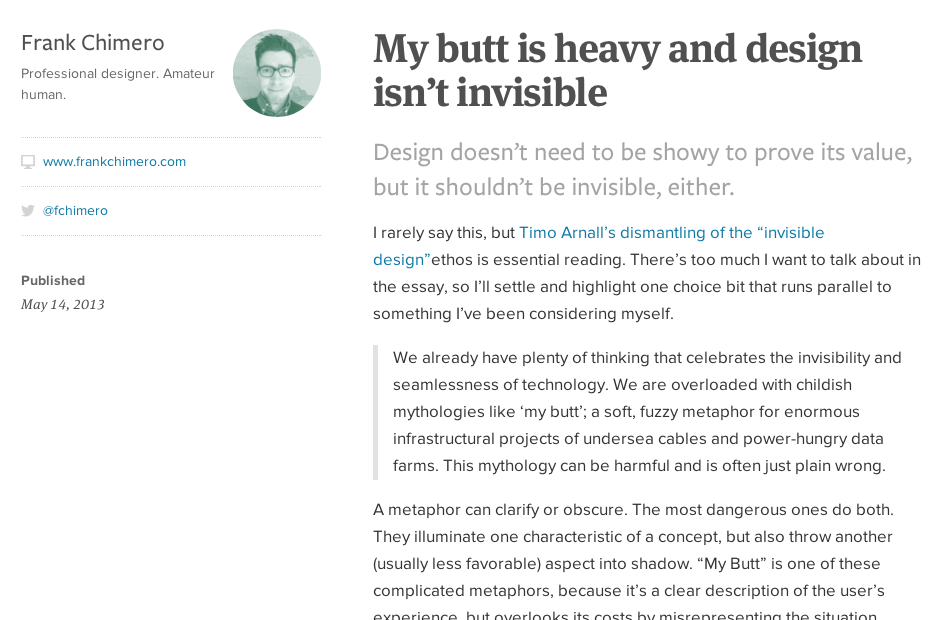 Frank Chimero
Professional designer. Amateur
human.
www.frankchimero.com
@fchimero
Published
May 14, 2013
My butt is heavy and design
isn’t invisible
Design doesn’t need to be showy to prove its value,
but it shouldn’t be invisible, either.
I rarely say this, but Timo Arnall’s dismantling of the “invisible
design”ethos is essential reading. There’s too much I want to talk about in
the essay, so I’ll settle and highlight one choice bit that runs parallel to
something I’ve been considering myself.
We already have plenty of thinking that celebrates the invisibility and
seamlessness of technology. We are overloaded with childish
mythologies like ‘my butt’; a soft, fuzzy metaphor for enormous
infrastructural projects of undersea cables and power-hungry data
farms. This mythology can be harmful and is often just plain wrong.
A metaphor can clarify or obscure. The most dangerous ones do both.
They illuminate one characteristic of a concept, but also throw another
(usually less favorable) aspect into shadow. “My Butt” is one of these
complicated metaphors, because it’s a clear description of the user’s
experience, but overlooks its costs by misrepresenting the situation